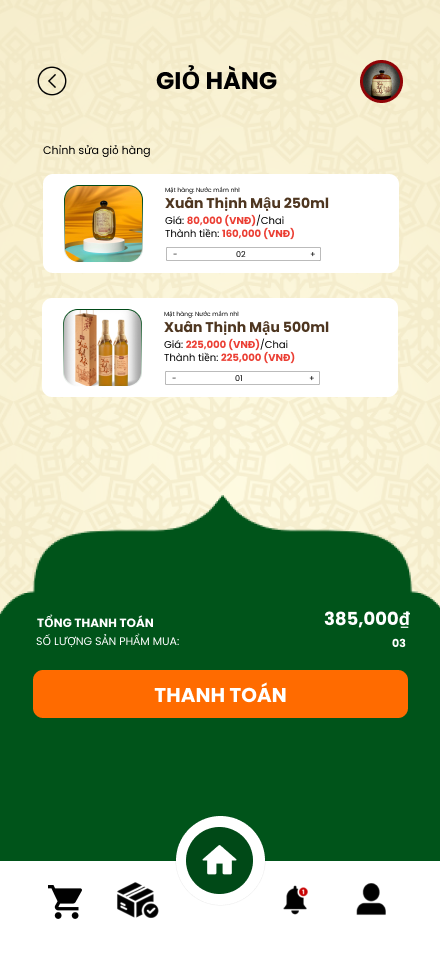 GIỎ HÀNG
Chỉnh sửa giỏ hàng
Mặt hàng: Nước mắm nhỉ
Xuân Thịnh Mậu 250ml
Giá: 80,000 (VNĐ)/Chai
Thành tiền: 160,000 (VNĐ)
- 02 +
Mặt hàng: Nước mắm nhỉ
Xuân Thịnh Mậu 500ml
Giá: 225,000 (VNĐ)/Chai
Thành tiền: 225,000 (VNĐ)
- 01 +
TỔNG THANH TOÁN 385,000₫
SỐ LƯỢNG SẢN PHẨM MUA: 03
THANH TOÁN
1